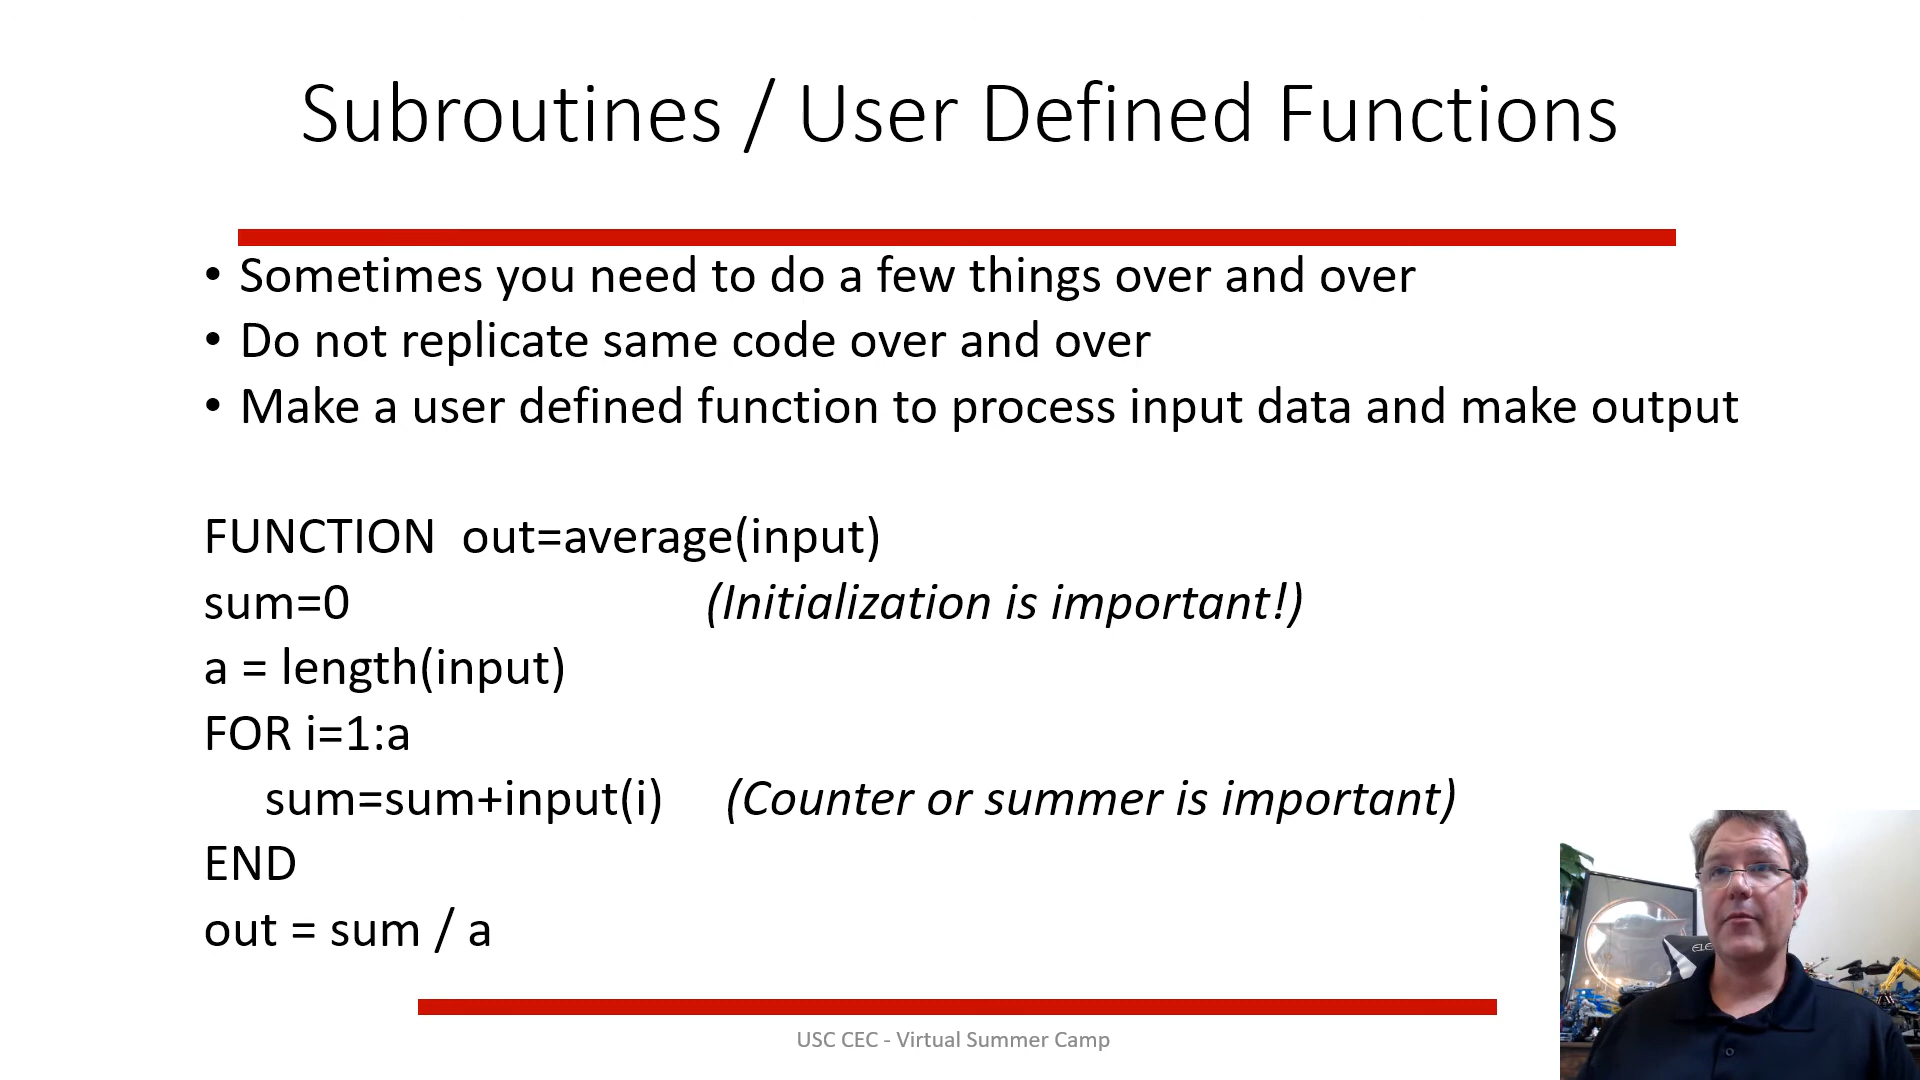 Subroutines / User Defined Functions
• Sometimes you need to do a few things over and over
• Do not replicate same code over and over
• Make a user defined function to process input data and make output
FUNCTION out=average(input)
sum=0 (Initialization is important!)
a = length(input)
FOR i=1:a
sum=sum+input(i) (Counter or summer is important)
END
out = sum / a
USC CEC - Virtual Summer Camp